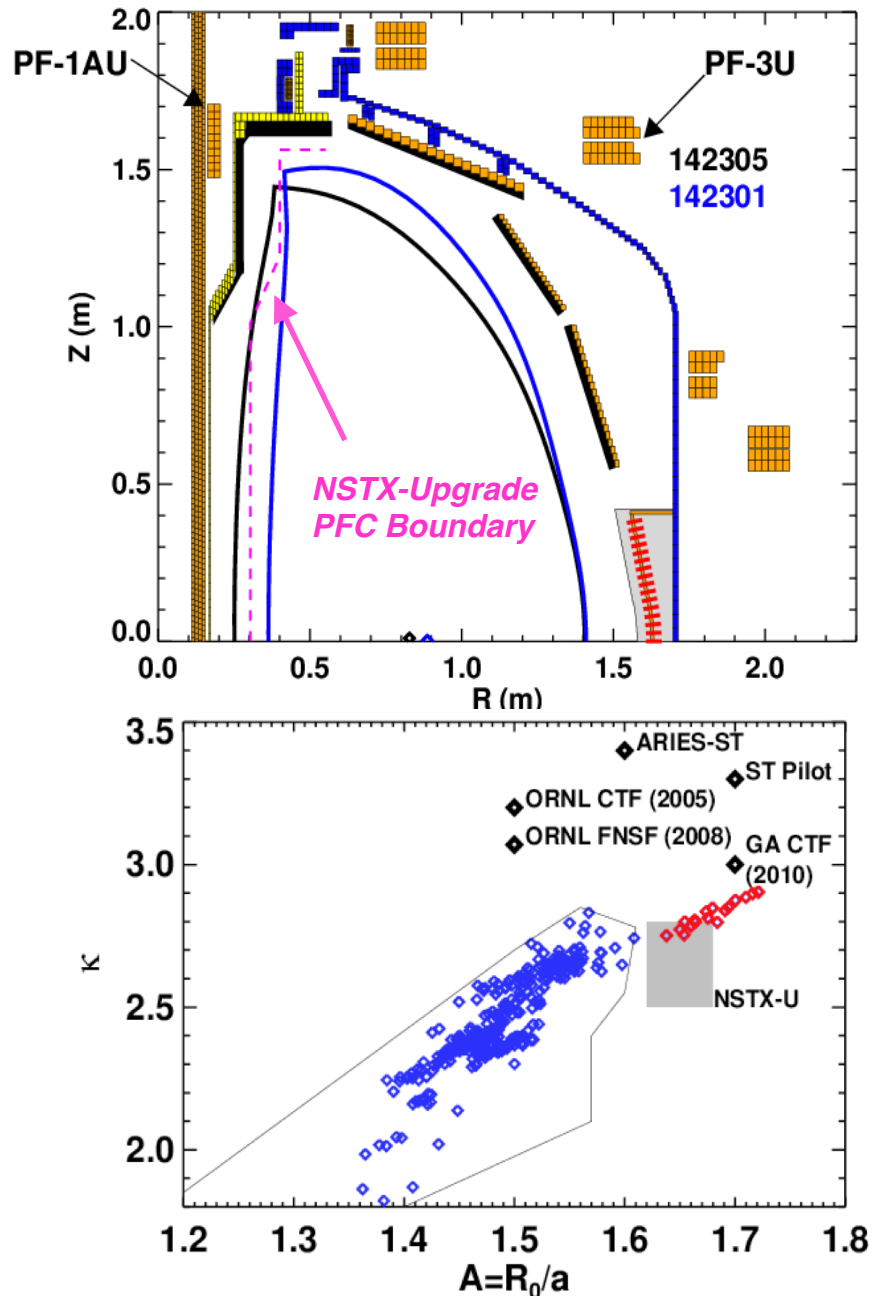 2.0
PF-1AU
PF-3U
142305
142301
1.5
Z (m)
1.0
NSTX-Upgrade
PFC Boundary
0.5
0.0
0.0 0.5 1.0 1.5 2.0
R (m)
3.5
ARIES-ST
ST Pilot
ORNL CTF (2005)
ORNL FNSF (2008)
GA CTF
(2010)
3.0
κ
NSTX-U
2.5
2.0
1.2 1.3 1.4 1.5 1.6 1.7 1.8
A=R₀/a